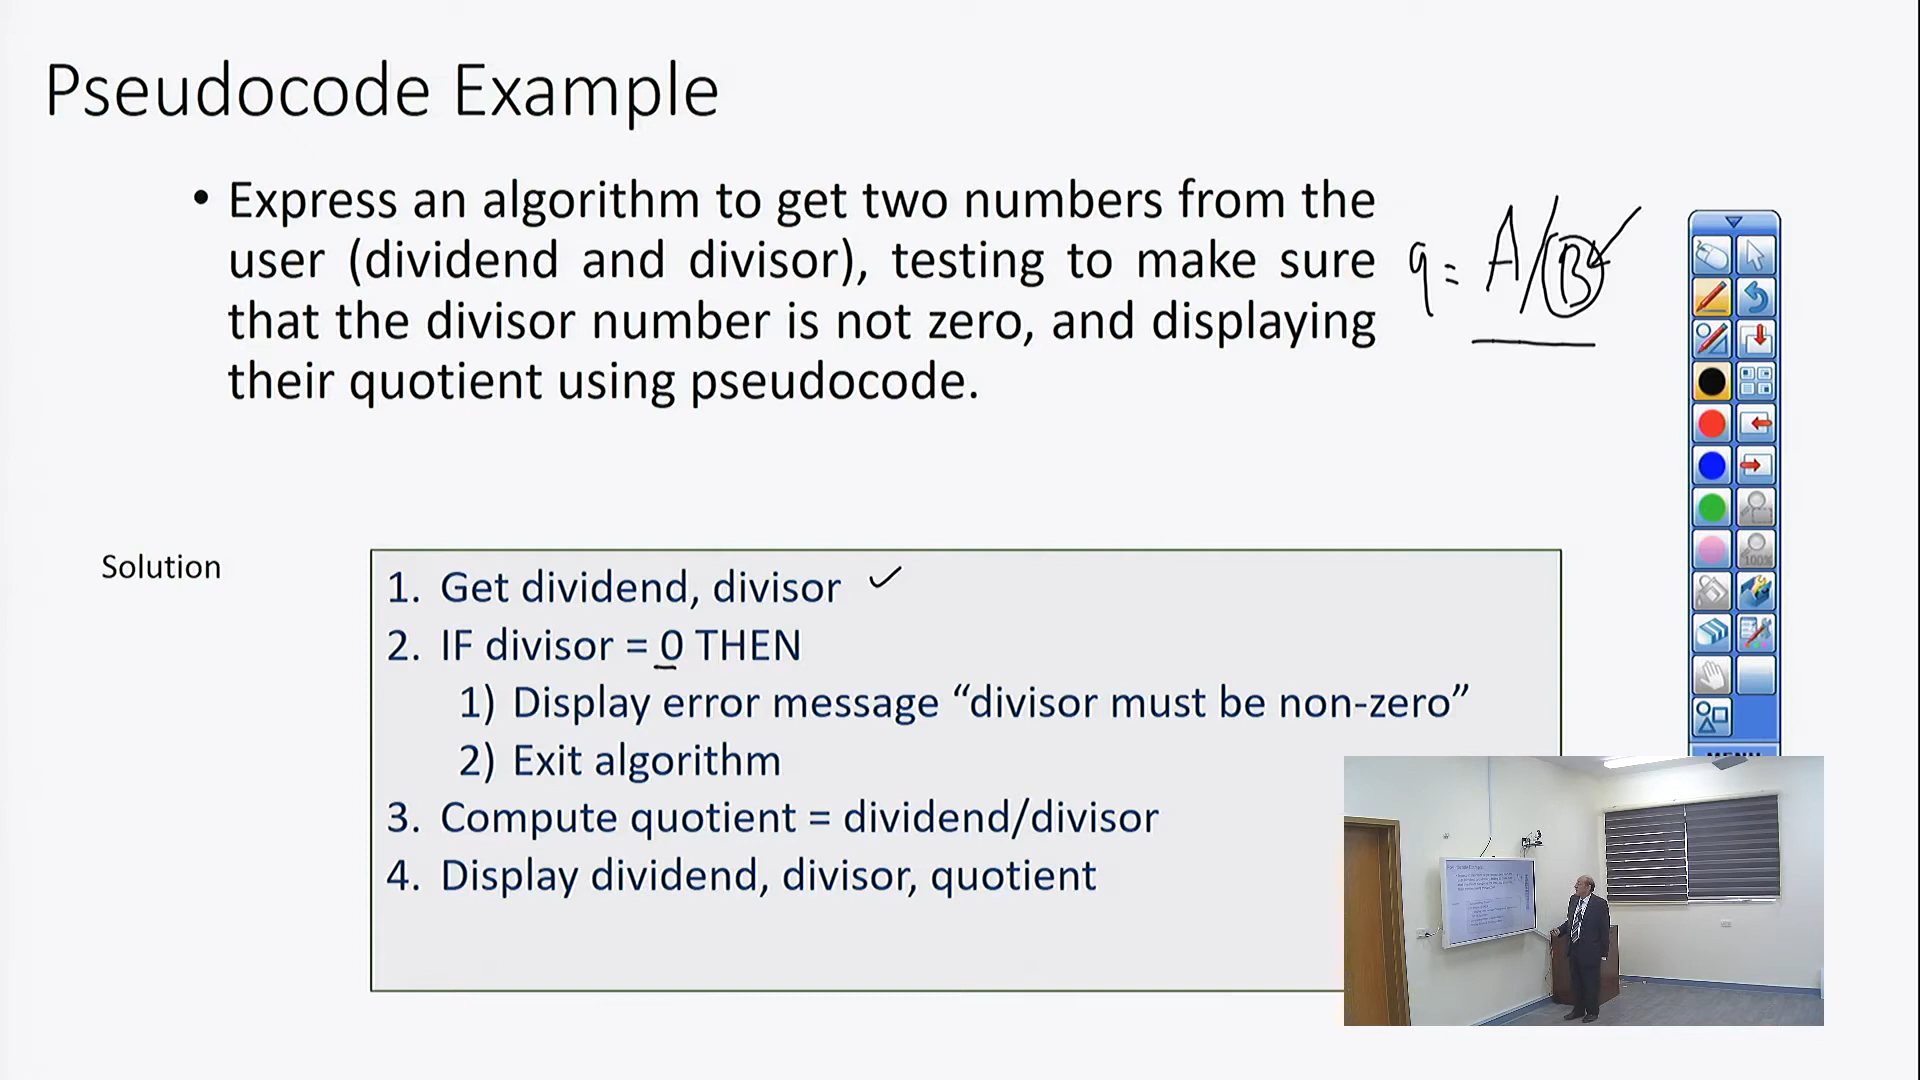 Pseudocode Example
• Express an algorithm to get two numbers from the
user (dividend and divisor), testing to make sure
that the divisor number is not zero, and displaying
their quotient using pseudocode.
q = A/B
Solution
1. Get dividend, divisor ✓
2. IF divisor = 0 THEN
1) Display error message “divisor must be non-zero”
2) Exit algorithm
3. Compute quotient = dividend/divisor
4. Display dividend, divisor, quotient
100%